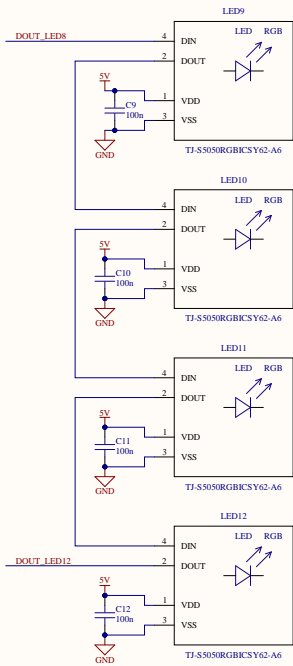 LED9
DOUT_LED8
4
DIN
LED RGB
2
DOUT
5V
C9
100n
1
VDD
3
VSS
GND
TJ-S5050RGBICSY62-A6
LED10
4
DIN
LED RGB
2
DOUT
5V
C10
100n
1
VDD
3
VSS
GND
TJ-S5050RGBICSY62-A6
LED11
4
DIN
LED RGB
2
DOUT
5V
C11
100n
1
VDD
3
VSS
GND
TJ-S5050RGBICSY62-A6
LED12
4
DIN
LED RGB
DOUT_LED12
2
DOUT
5V
C12
100n
1
VDD
3
VSS
GND
TJ-S5050RGBICSY62-A6